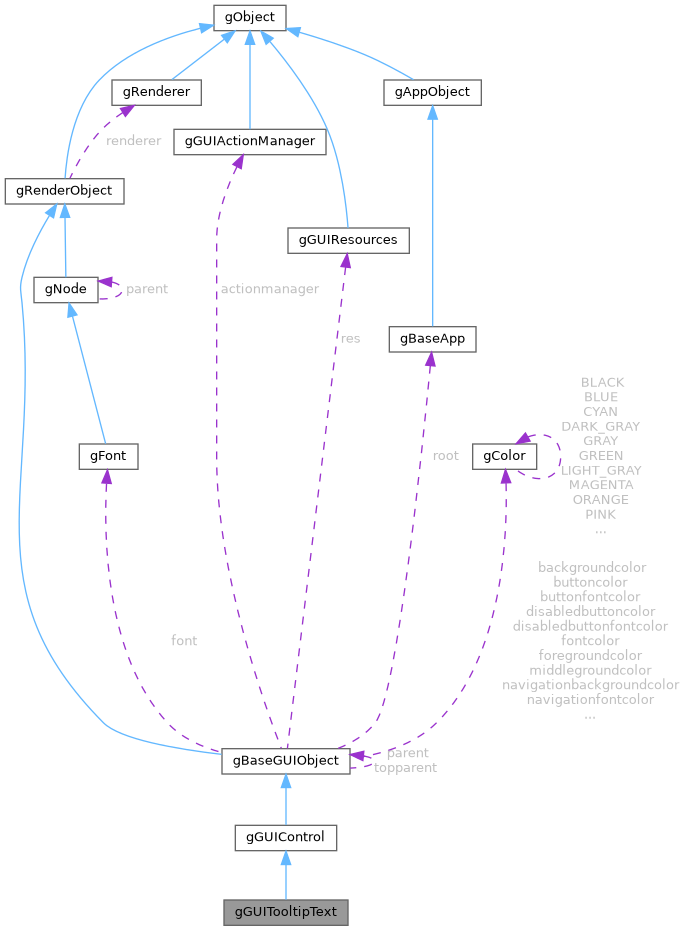 gObject
gRenderer
gAppObject
gGUIActionManager
renderer
gRenderObject
gGUIResources
gNode
parent
actionmanager
res
gBaseApp
BLACK
BLUE
CYAN
DARK_GRAY
GRAY
GREEN
LIGHT_GRAY
MAGENTA
ORANGE
PINK
...
gFont
root
gColor
backgroundcolor
buttoncolor
buttonfontcolor
disabledbuttoncolor
disabledbuttonfontcolor
fontcolor
foregroundcolor
middlegroundcolor
navigationbackgroundcolor
navigationfontcolor
...
font
gBaseGUIObject
parent
topparent
gGUIControl
gGUITooltipText